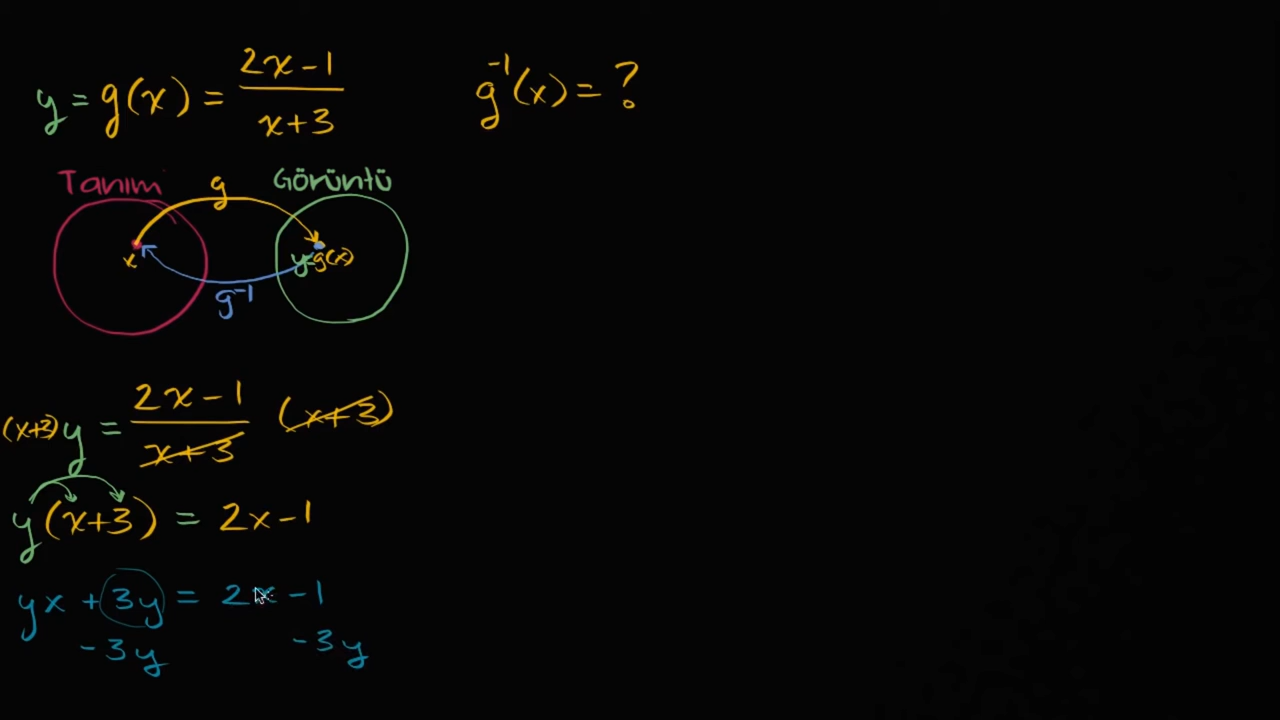 y = g(x) = (2x - 1)/(x + 3)    g⁻¹(x) = ?
Tanım    g    Görüntü
x    y=g(x)
g⁻¹
(x+3) y = (2x - 1)/(x + 3) (x+3)
y(x+3) = 2x - 1
yx + 3y = 2x - 1
-3y    -3y